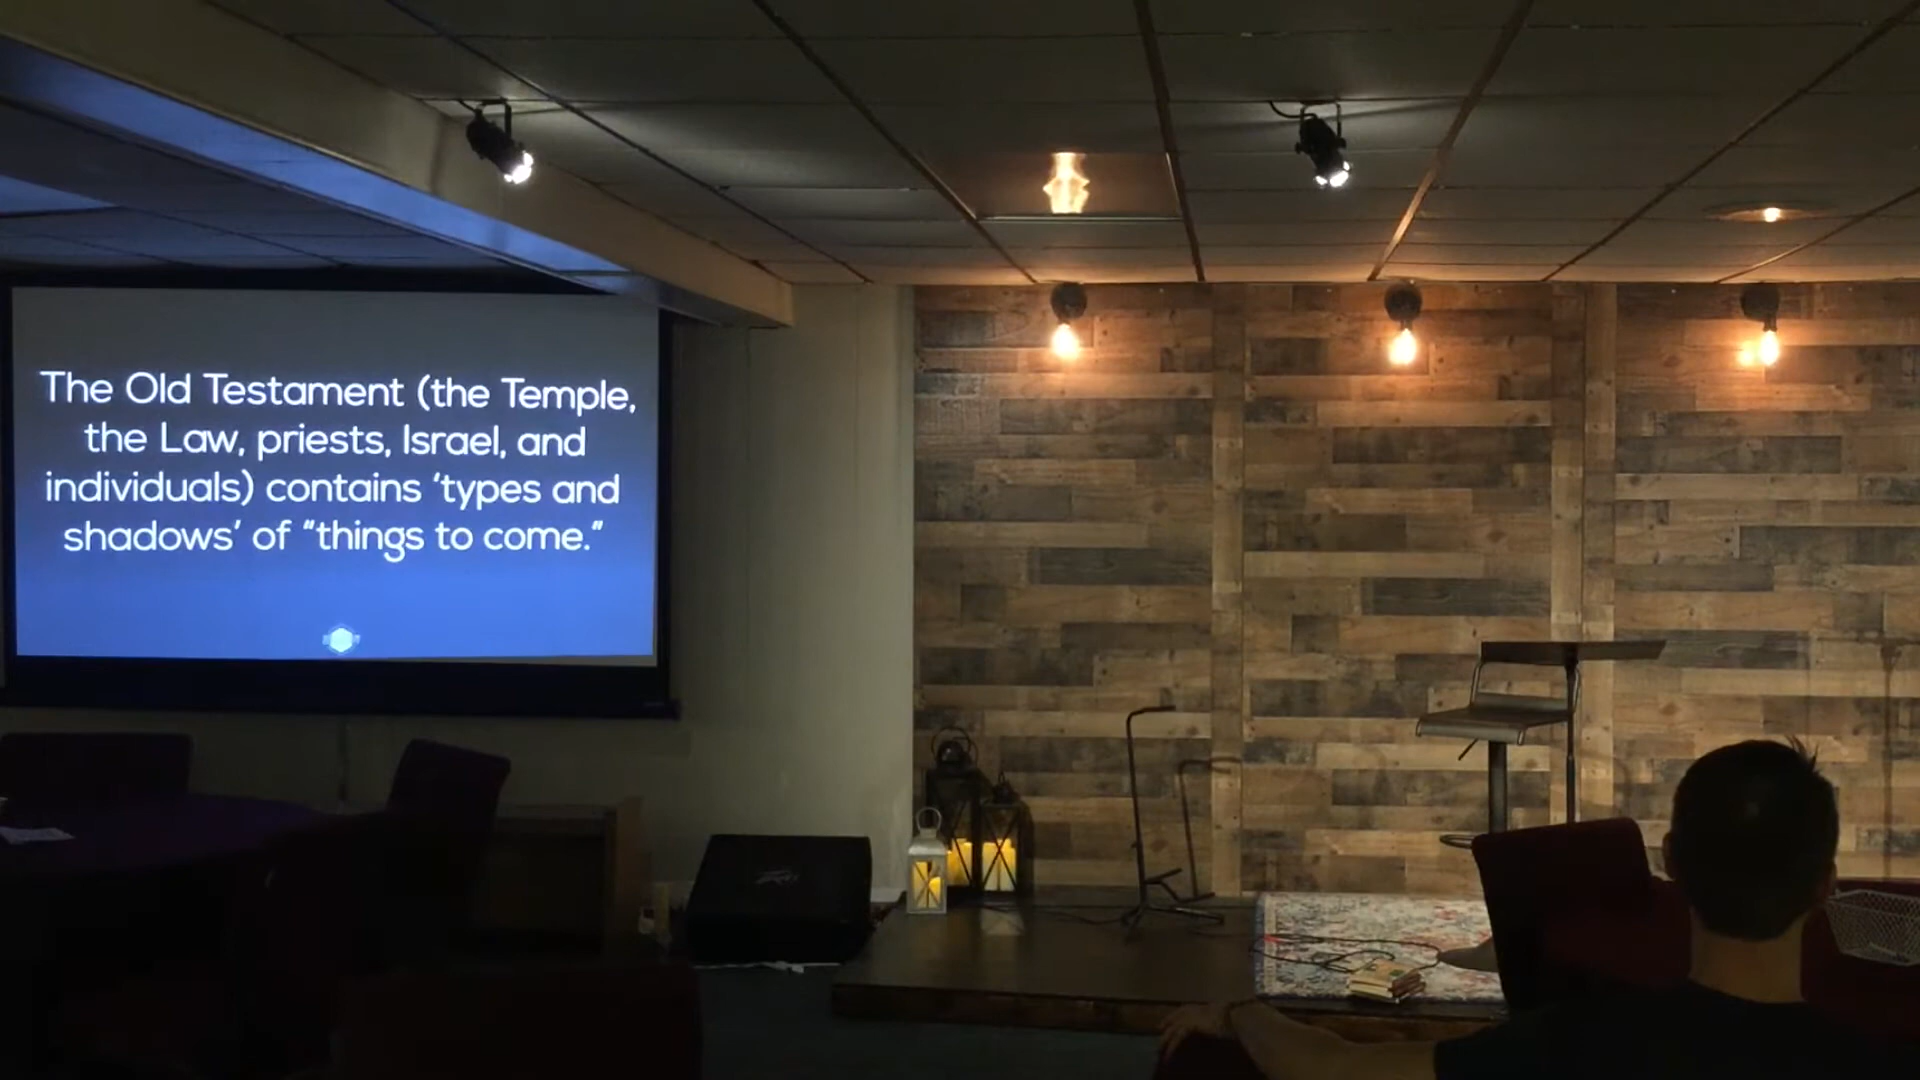 The Old Testament (the Temple,
the Law, priests, Israel, and
individuals) contains ‘types and
shadows’ of “things to come.”